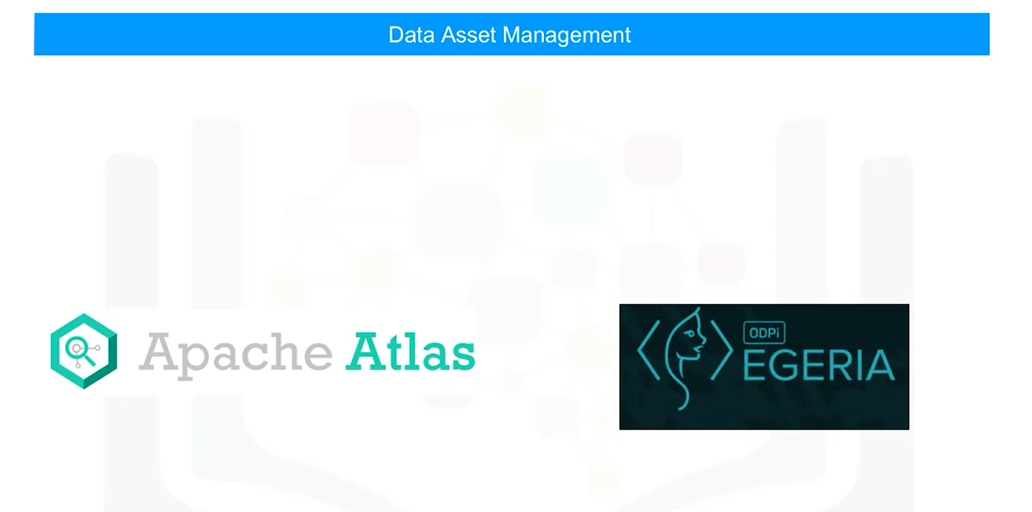 Data Asset Management
Apache Atlas
ODPi
EGERIA